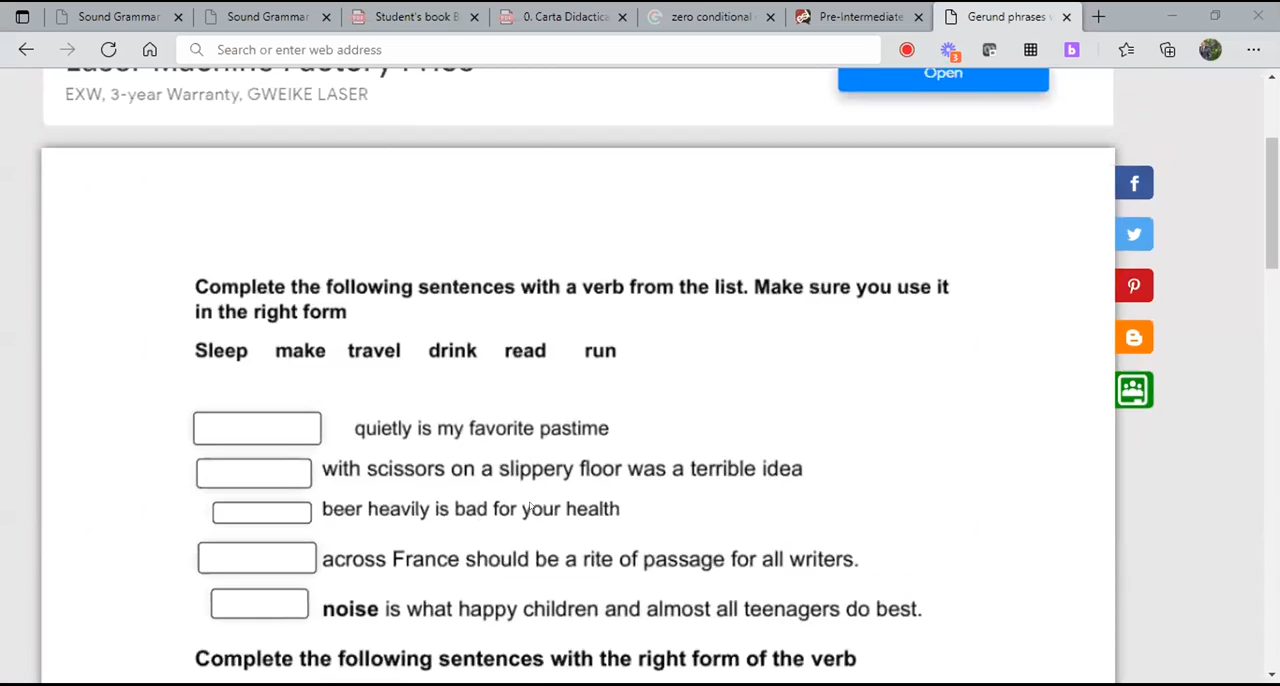 Sound Grammar
Sound Grammar
Student's book B
0. Carta Didactica
zero conditional
Pre-Intermediate
Gerund phrases
Search or enter web address
3
b
EXW, 3-year Warranty, GWEIKE LASER
Open
Complete the following sentences with a verb from the list. Make sure you use it
in the right form
Sleep make travel drink read run
quietly is my favorite pastime
with scissors on a slippery floor was a terrible idea
beer heavily is bad for your health
across France should be a rite of passage for all writers.
noise is what happy children and almost all teenagers do best.
Complete the following sentences with the right form of the verb